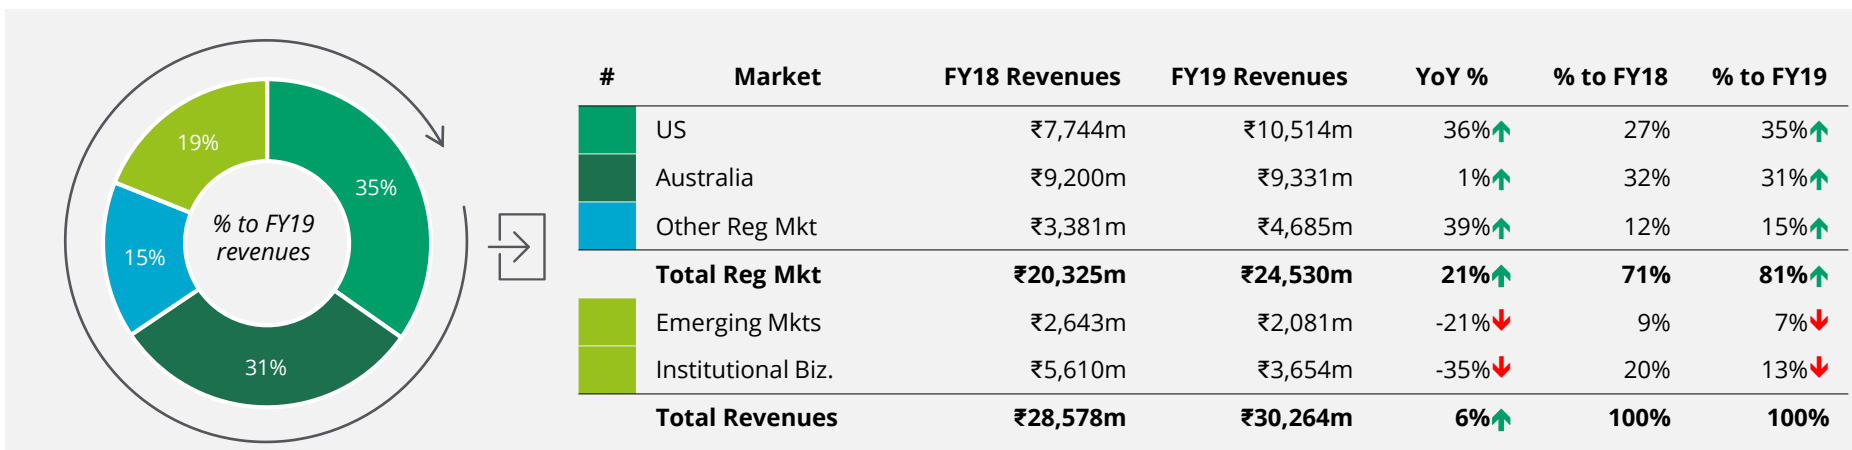 19%
35%
% to FY19
revenues
15%
31%
# Market FY18 Revenues FY19 Revenues YoY % % to FY18 % to FY19
US ₹7,744m ₹10,514m 36% 27% 35%
Australia ₹9,200m ₹9,331m 1% 32% 31%
Other Reg Mkt ₹3,381m ₹4,685m 39% 12% 15%
Total Reg Mkt ₹20,325m ₹24,530m 21% 71% 81%
Emerging Mkts ₹2,643m ₹2,081m -21% 9% 7%
Institutional Biz. ₹5,610m ₹3,654m -35% 20% 13%
Total Revenues ₹28,578m ₹30,264m 6% 100% 100%